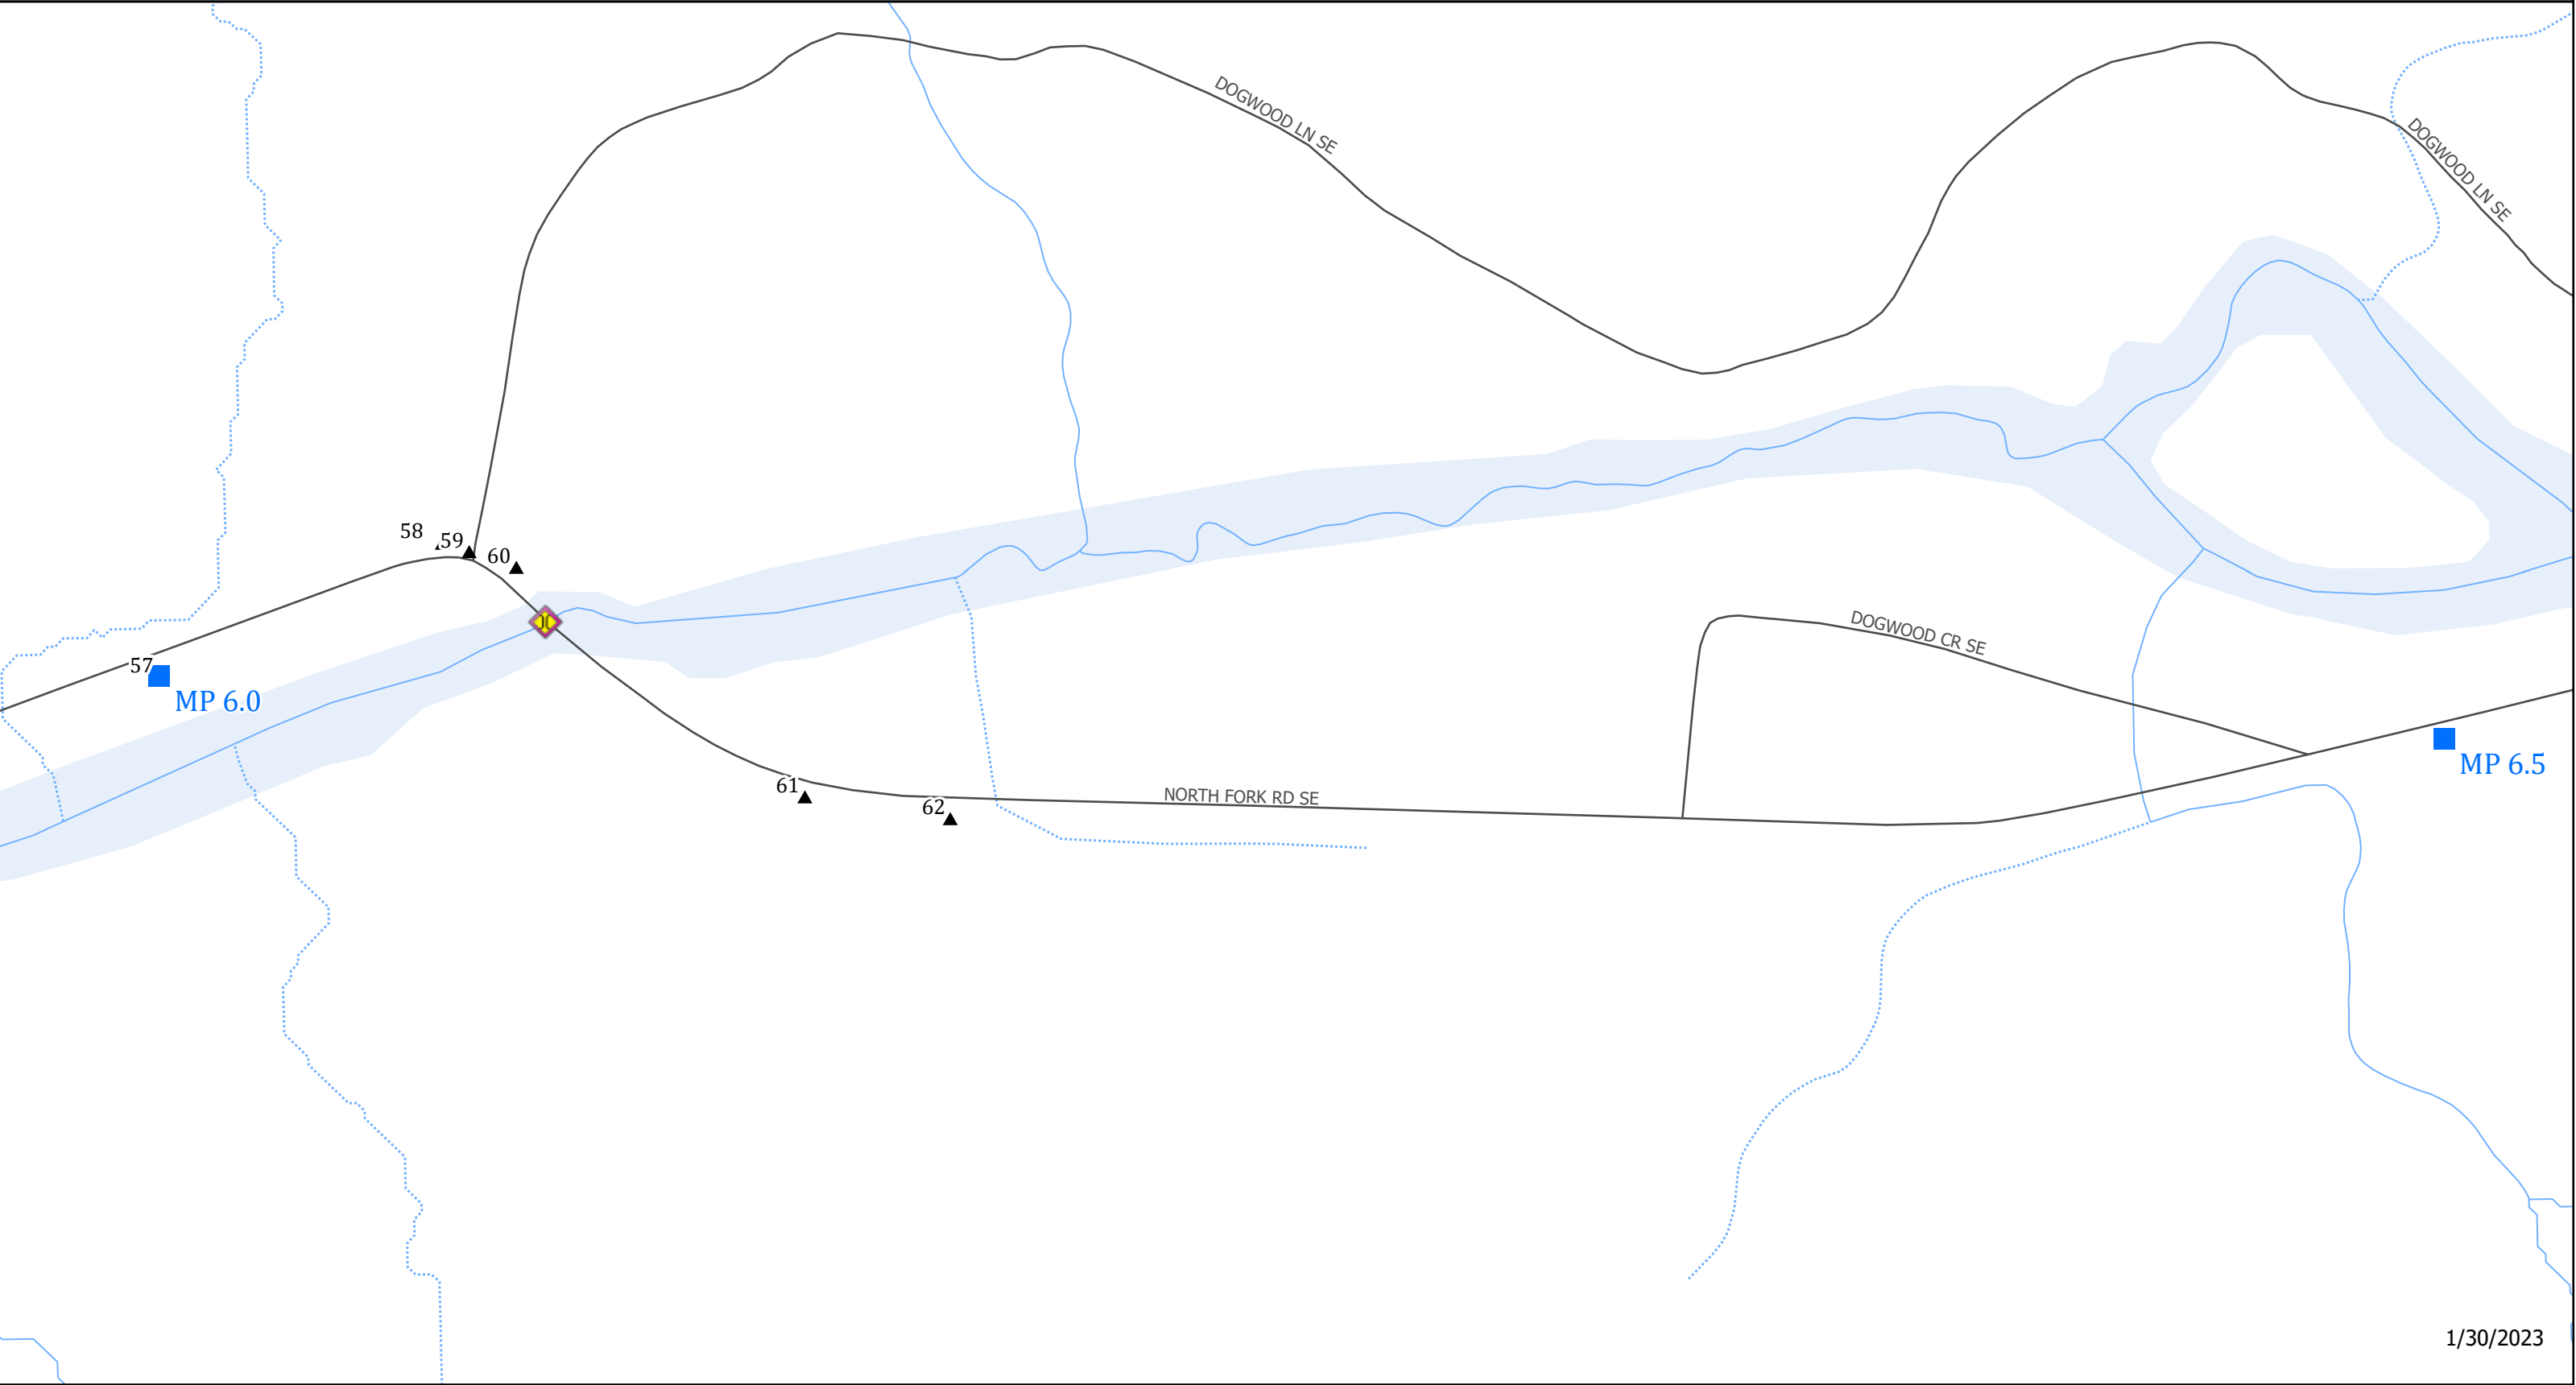 DOGWOOD LN SE
DOGWOOD LN SE
58
59
60
57
MP 6.0
DOGWOOD CR SE
61
62
NORTH FORK RD SE
MP 6.5
1/30/2023